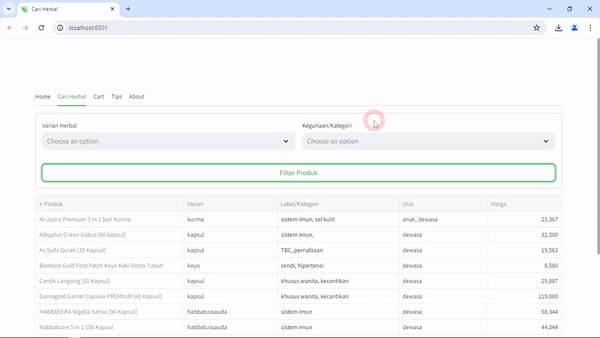 Cari Herbal
localhost:8501
Home Cari Herbal Cart Tips About
Varian Herbal Kegunaan/Kategori
Choose an option Choose an option
Filter Produk
Produk Varian Label/Kategori Usia Harga
Al-Jazira Premium 3 in 1 Sari Kurma kurma sistem imun, sel kulit anak, dewasa 23,367
Albuplus G Ikan Gabus [60 kapsul] kapsul sistem imun, dewasa 32,500
As Syifa Gurah [30 Kapsul] kapsul TBC, pernafasan dewasa 19,563
Bamboo Gold Foot Patch Koyo Kaki Detox Tubuh koyo sendi, hipertensi dewasa 8,580
Cantik Langsing [60 Kapsul] kapsul khusus wanita, kecantikan dewasa 29,887
Gamagold Gamat Capsule PREMIUM [60 Kapsul] kapsul khusus wanita, kecantikan dewasa 119,000
HABBASYIFA Nigella Sativa [90 Kapsul] habbatussauda sistem imun dewasa 58,344
Habbatcare 5 in 1 100 Kapsul habbatussauda sistem imun dewasa 44,044